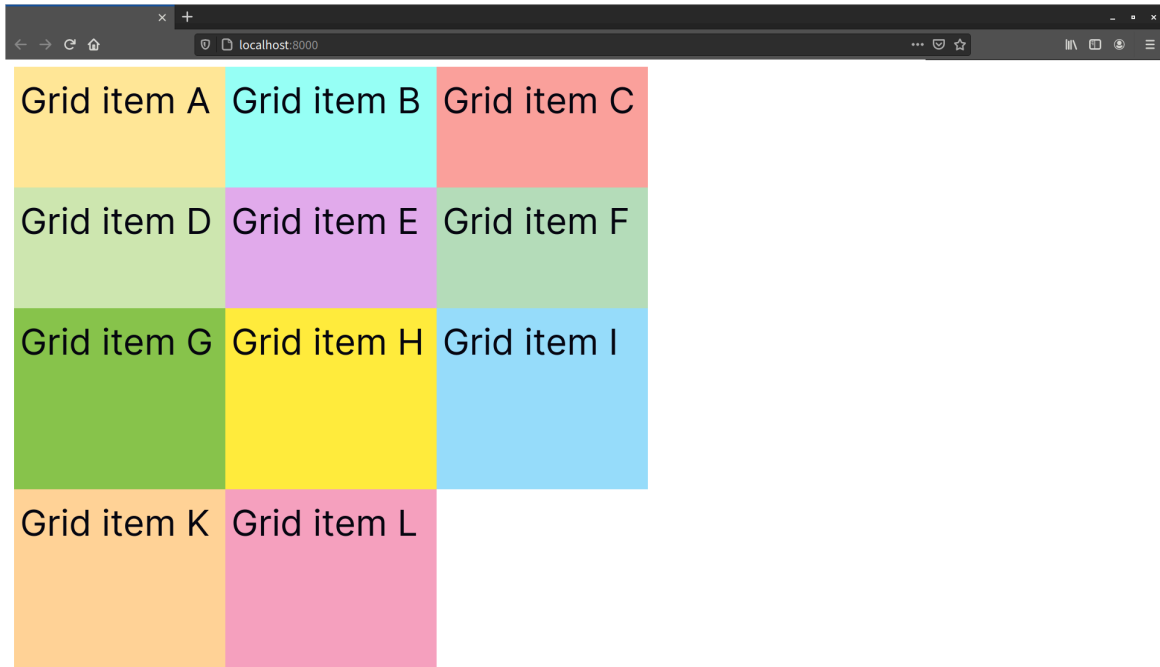 localhost:8000
Grid item A
Grid item B
Grid item C
Grid item D
Grid item E
Grid item F
Grid item G
Grid item H
Grid item I
Grid item K
Grid item L